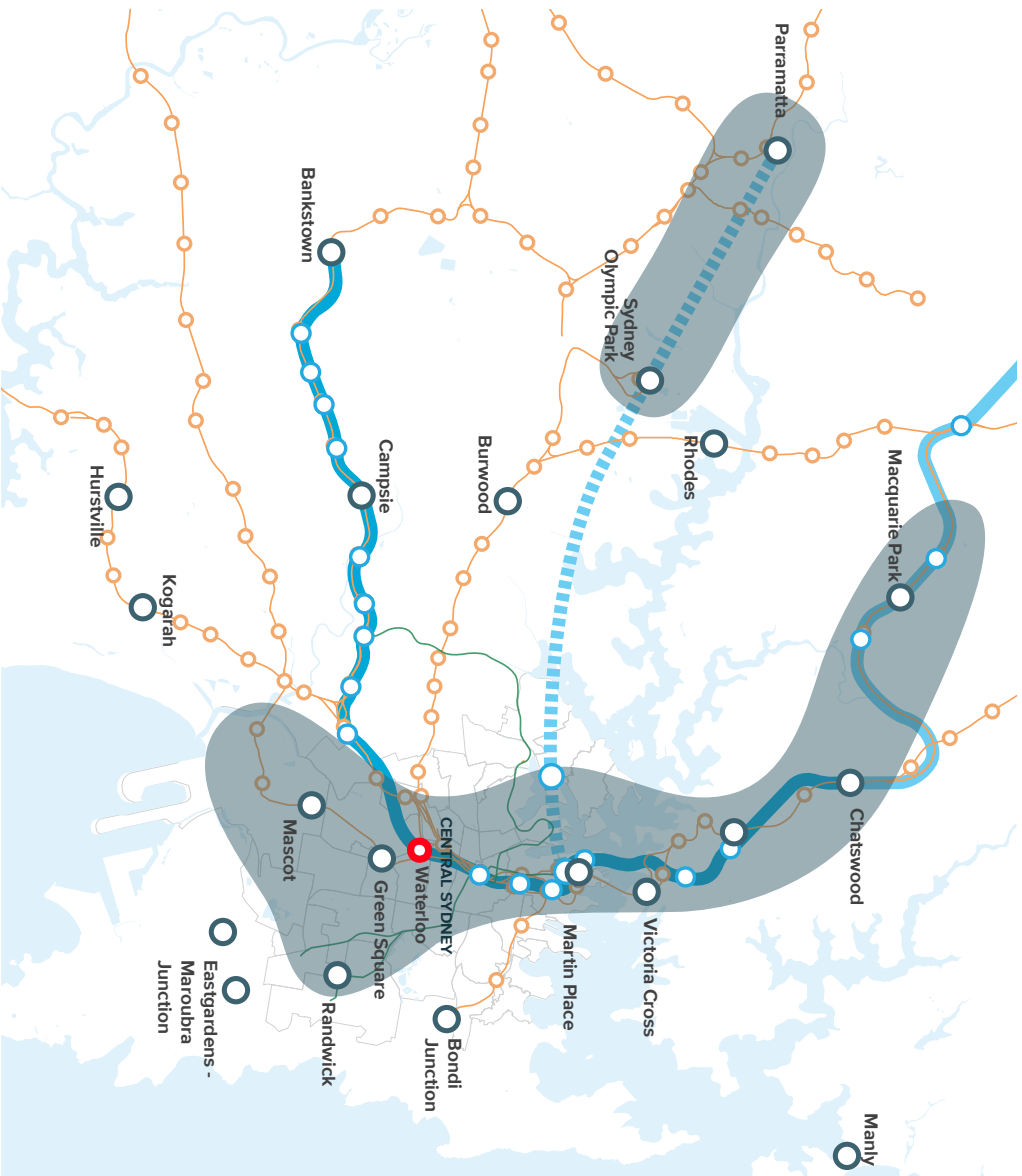 Macquarie Park
Manly
Chatswood
Parramatta
Rhodes
Victoria Cross
Sydney
Olympic Park
Martin Place
Burwood
Bondi
Junction
CENTRAL SYDNEY
Waterloo
Campsie
Green Square
Randwick
Bankstown
Mascot
Eastgardens -
Maroubra
Junction
Kogarah
Hurstville